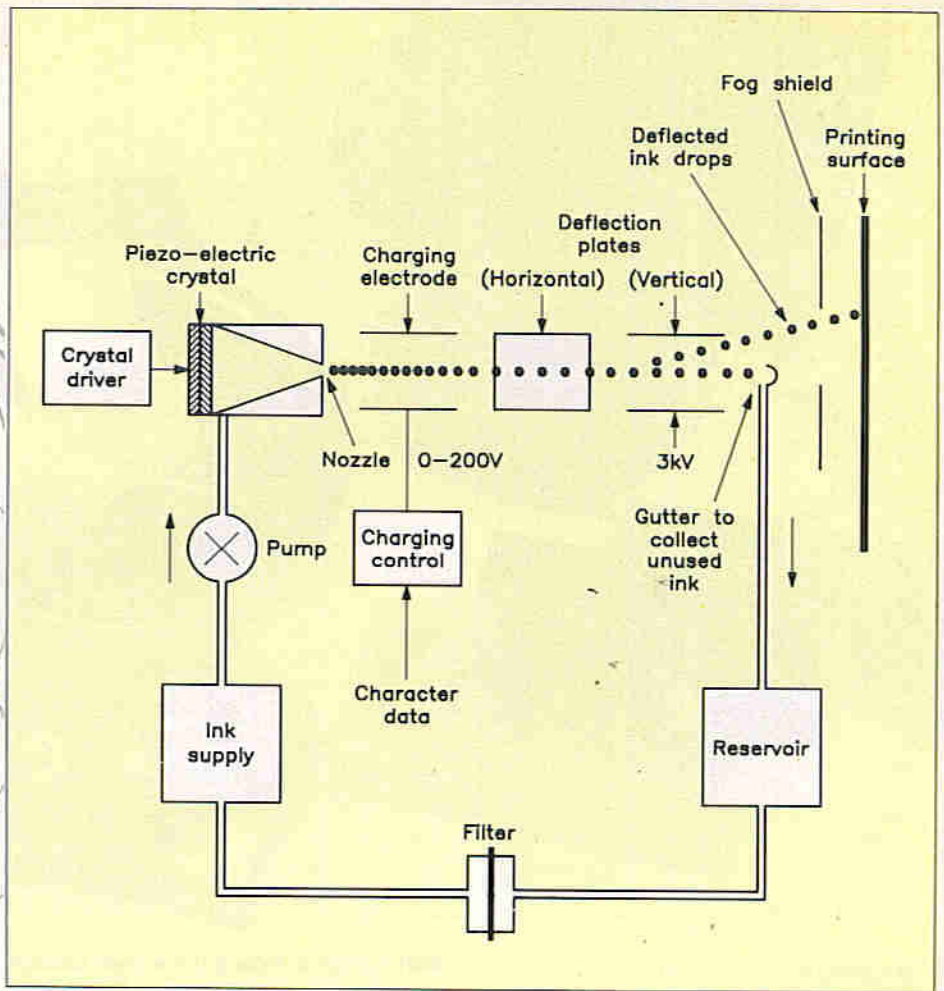 Fog shield
Deflected
ink drops
Printing
surface
Deflection
plates
Piezo-electric
crystal
Charging
electrode
(Horizontal)
(Vertical)
Crystal
driver
Nozzle
0-200V
3kV
Pump
Charging
control
Gutter to
collect
unused
ink
Character
data
Ink
supply
Reservoir
Filter